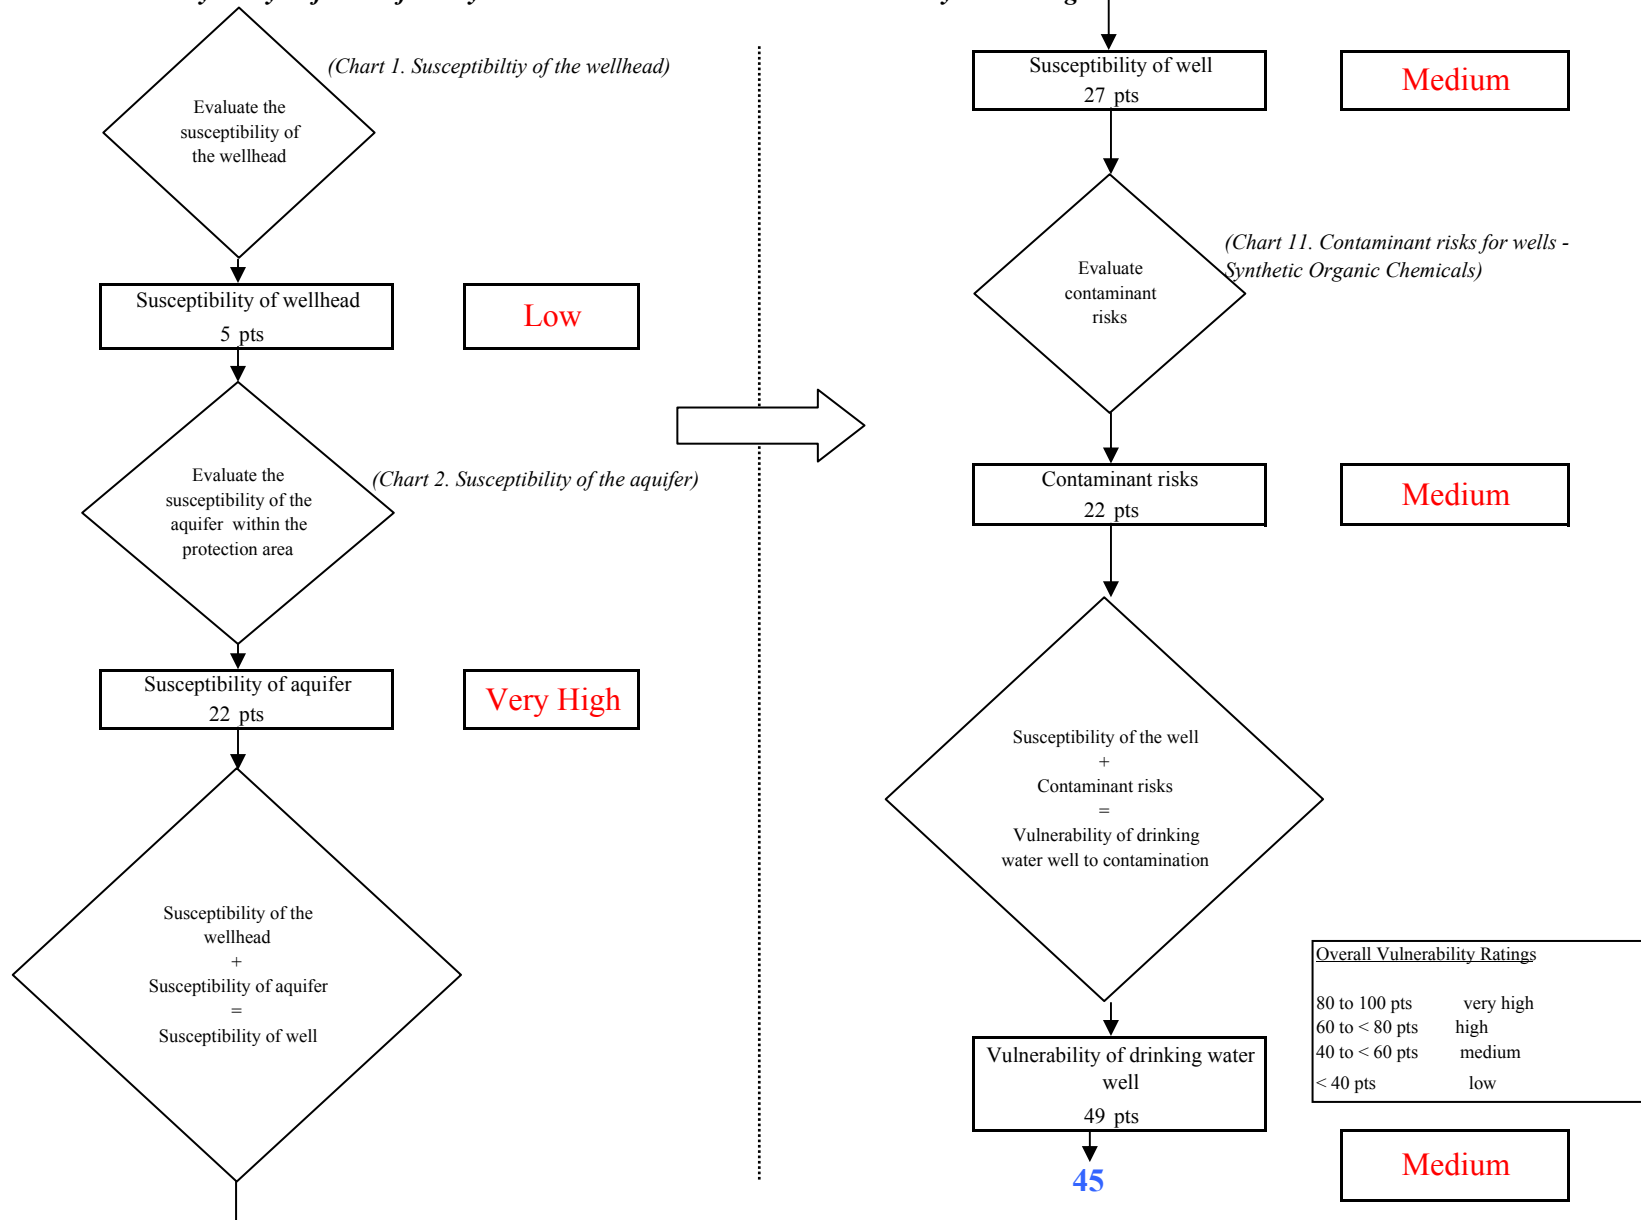 (Chart 1. Susceptibiltiy of the wellhead)
Evaluate the
susceptibility of
the wellhead
Susceptibility of wellhead
5 pts
Low
Evaluate the
susceptibility of the
aquifer within the
protection area
(Chart 2. Susceptibility of the aquifer)
Susceptibility of aquifer
22 pts
Very High
Susceptibility of the
wellhead
+
Susceptibility of aquifer
=
Susceptibility of well
Susceptibility of well
27 pts
Medium
Evaluate
contaminant
risks
(Chart 11. Contaminant risks for wells -
Synthetic Organic Chemicals)
Contaminant risks
22 pts
Medium
Susceptibility of the well
+
Contaminant risks
=
Vulnerability of drinking
water well to contamination
Overall Vulnerability Ratings
80 to 100 pts very high
60 to < 80 pts high
40 to < 60 pts medium
< 40 pts low
Vulnerability of drinking water
well
49 pts
45
Medium